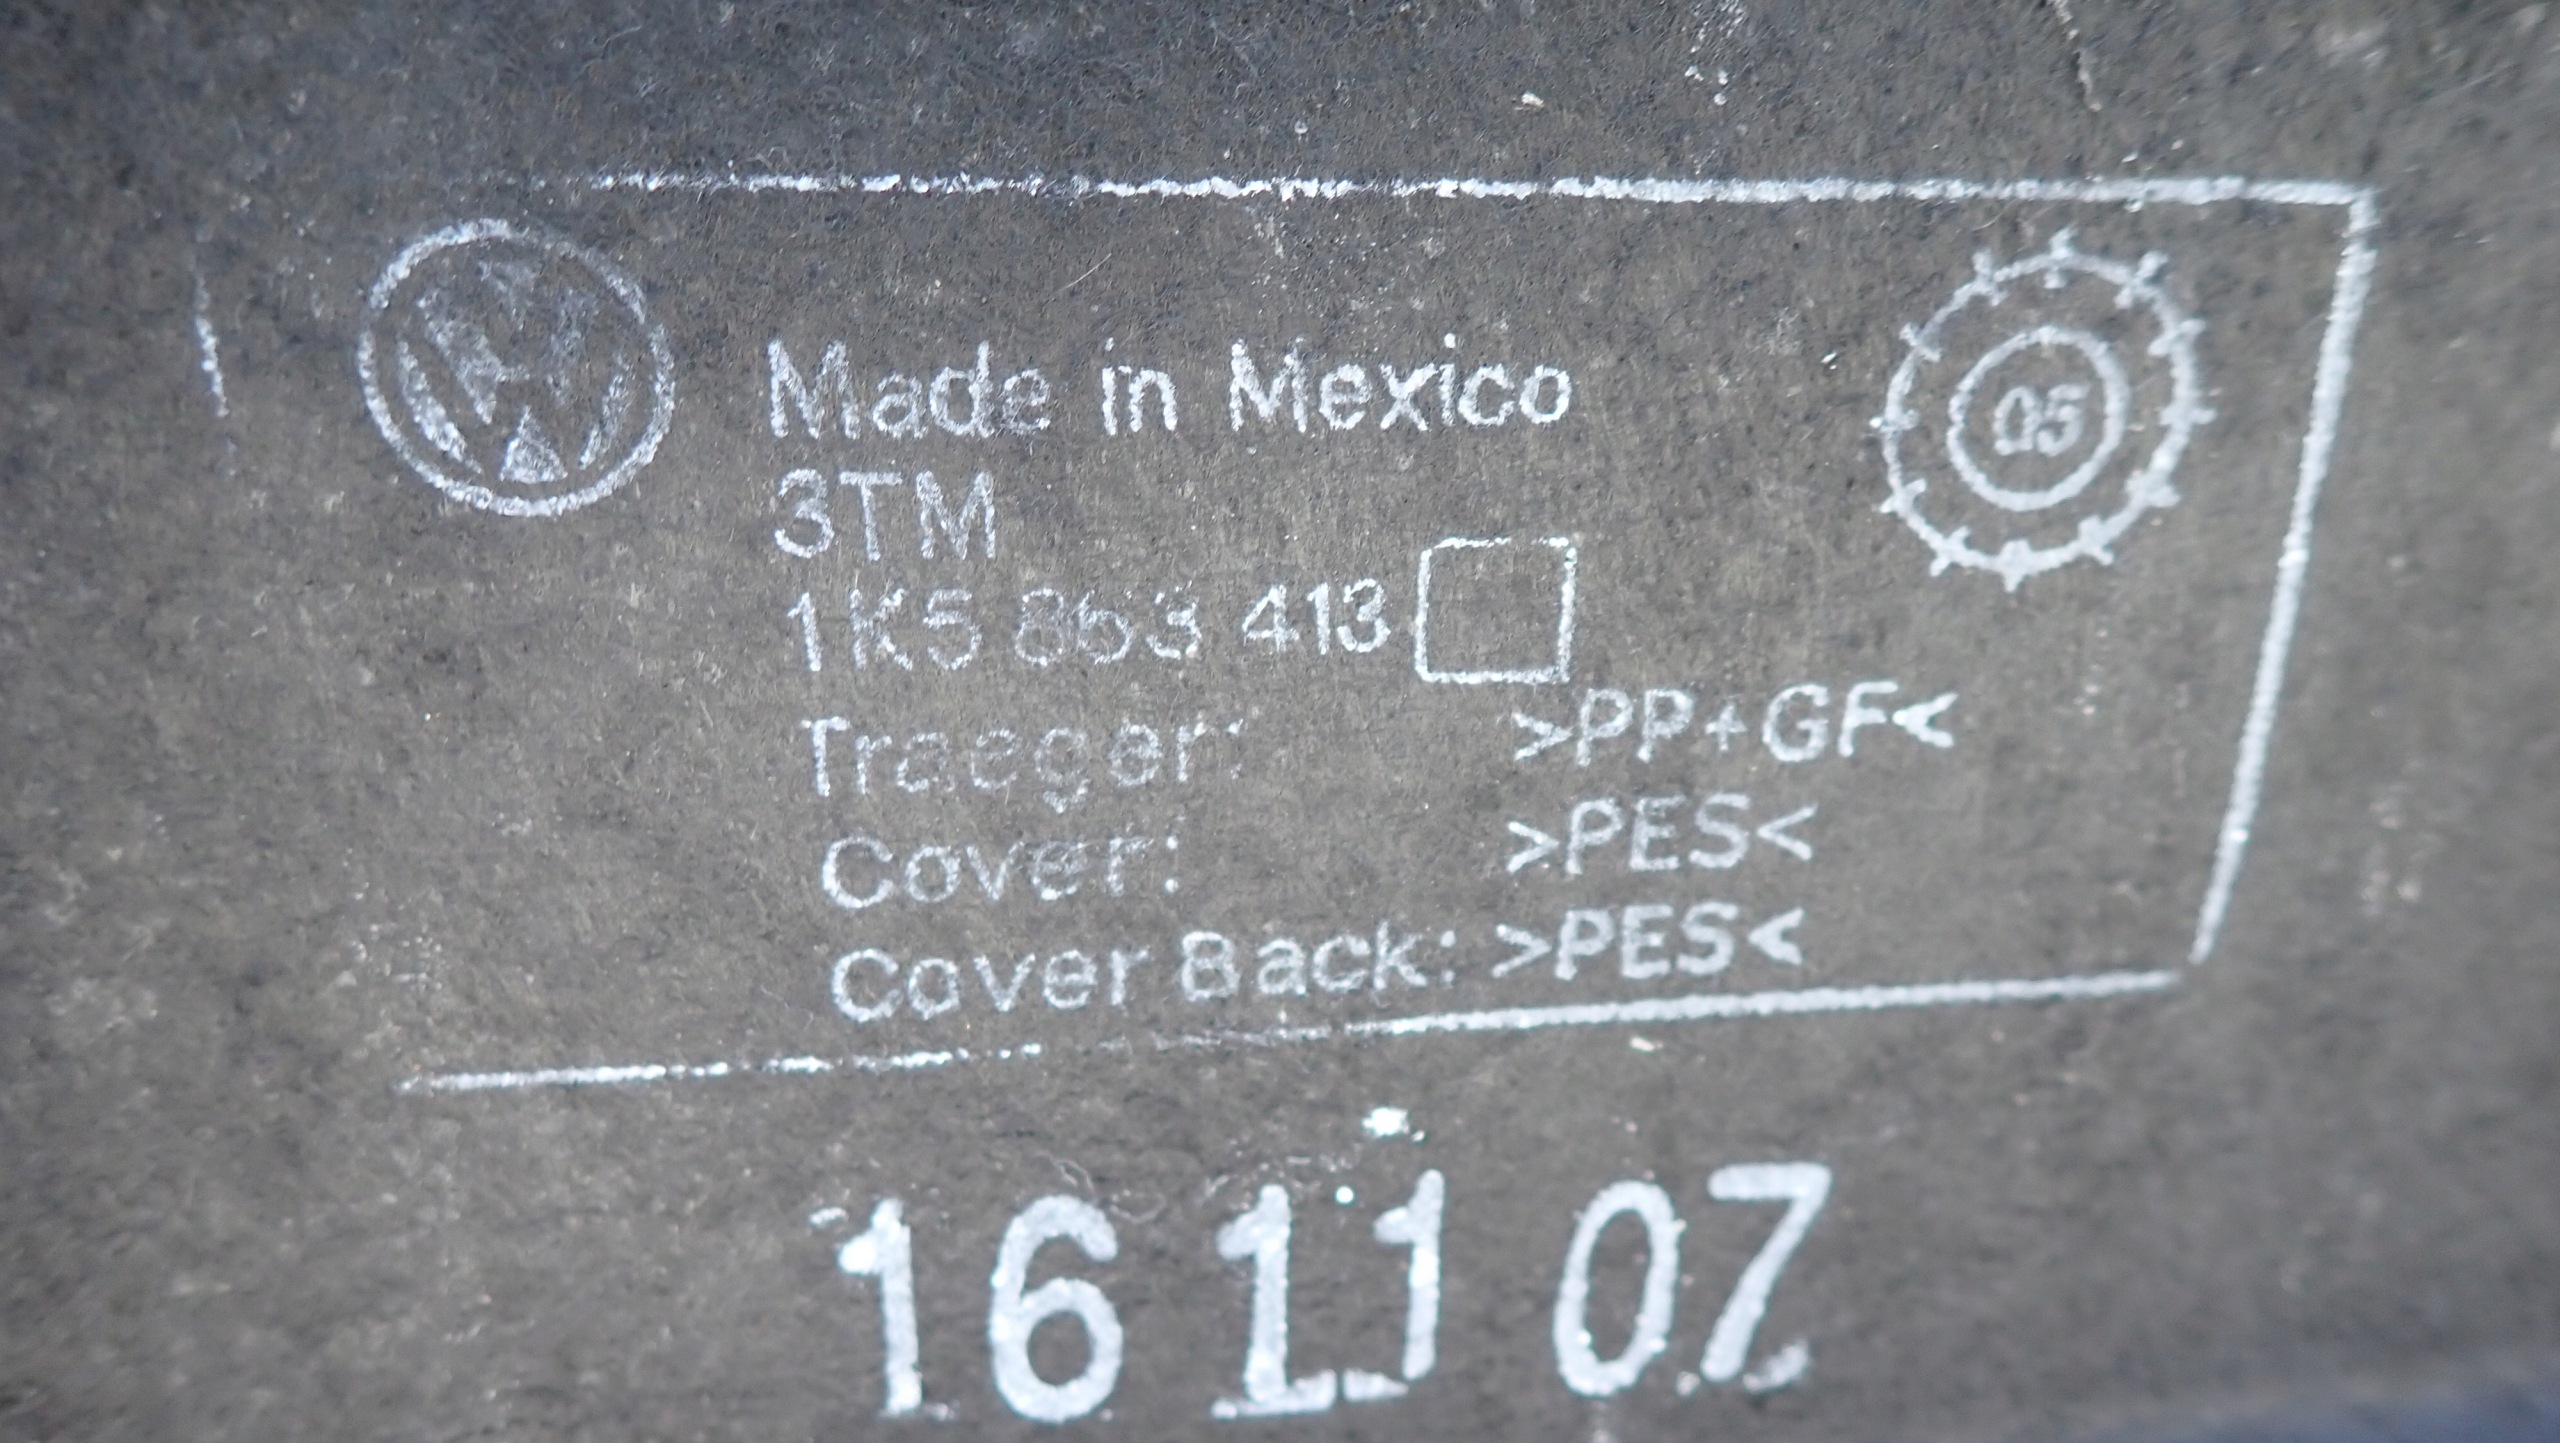 Made in Mexico
05
3TM
1K5 863 413
Traeger: >PP+GF<
Cover: >PES<
Cover Back: >PES<
16 11 07